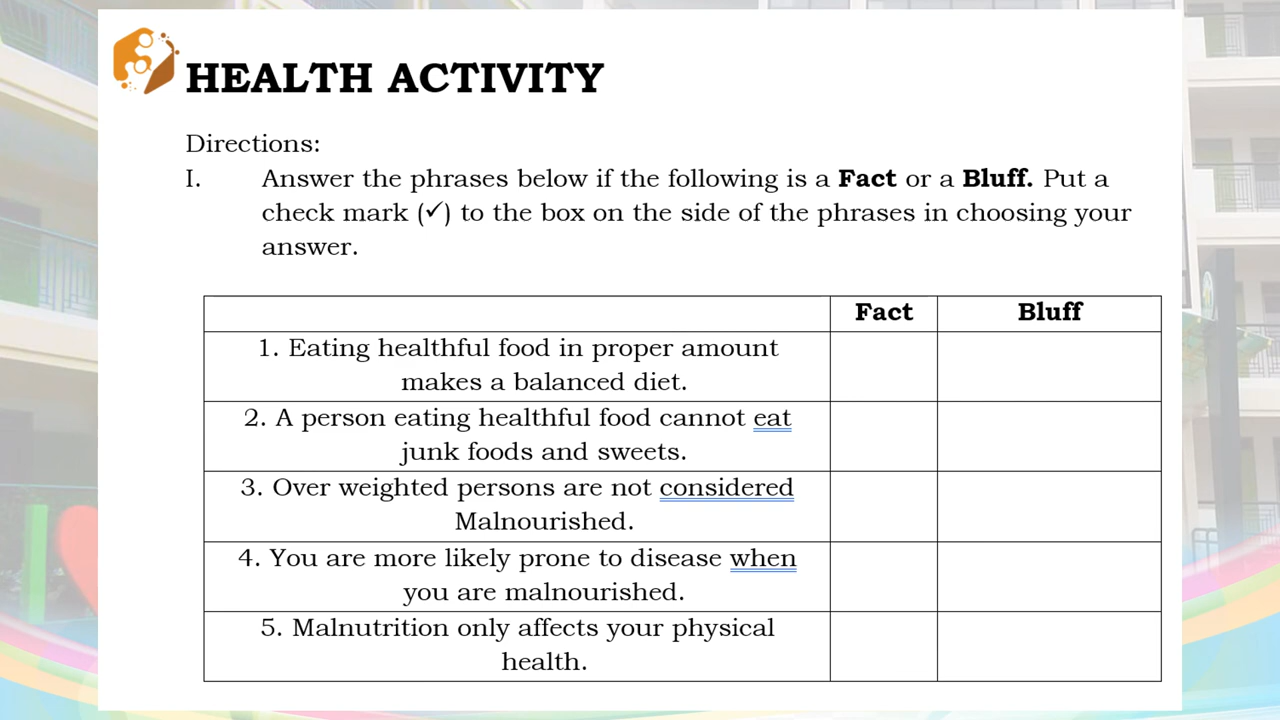 HEALTH ACTIVITY
Directions:
I. Answer the phrases below if the following is a Fact or a Bluff. Put a
check mark (✓) to the box on the side of the phrases in choosing your
answer.
Fact Bluff
1. Eating healthful food in proper amount
makes a balanced diet.
2. A person eating healthful food cannot eat
junk foods and sweets.
3. Over weighted persons are not considered
Malnourished.
4. You are more likely prone to disease when
you are malnourished.
5. Malnutrition only affects your physical
health.